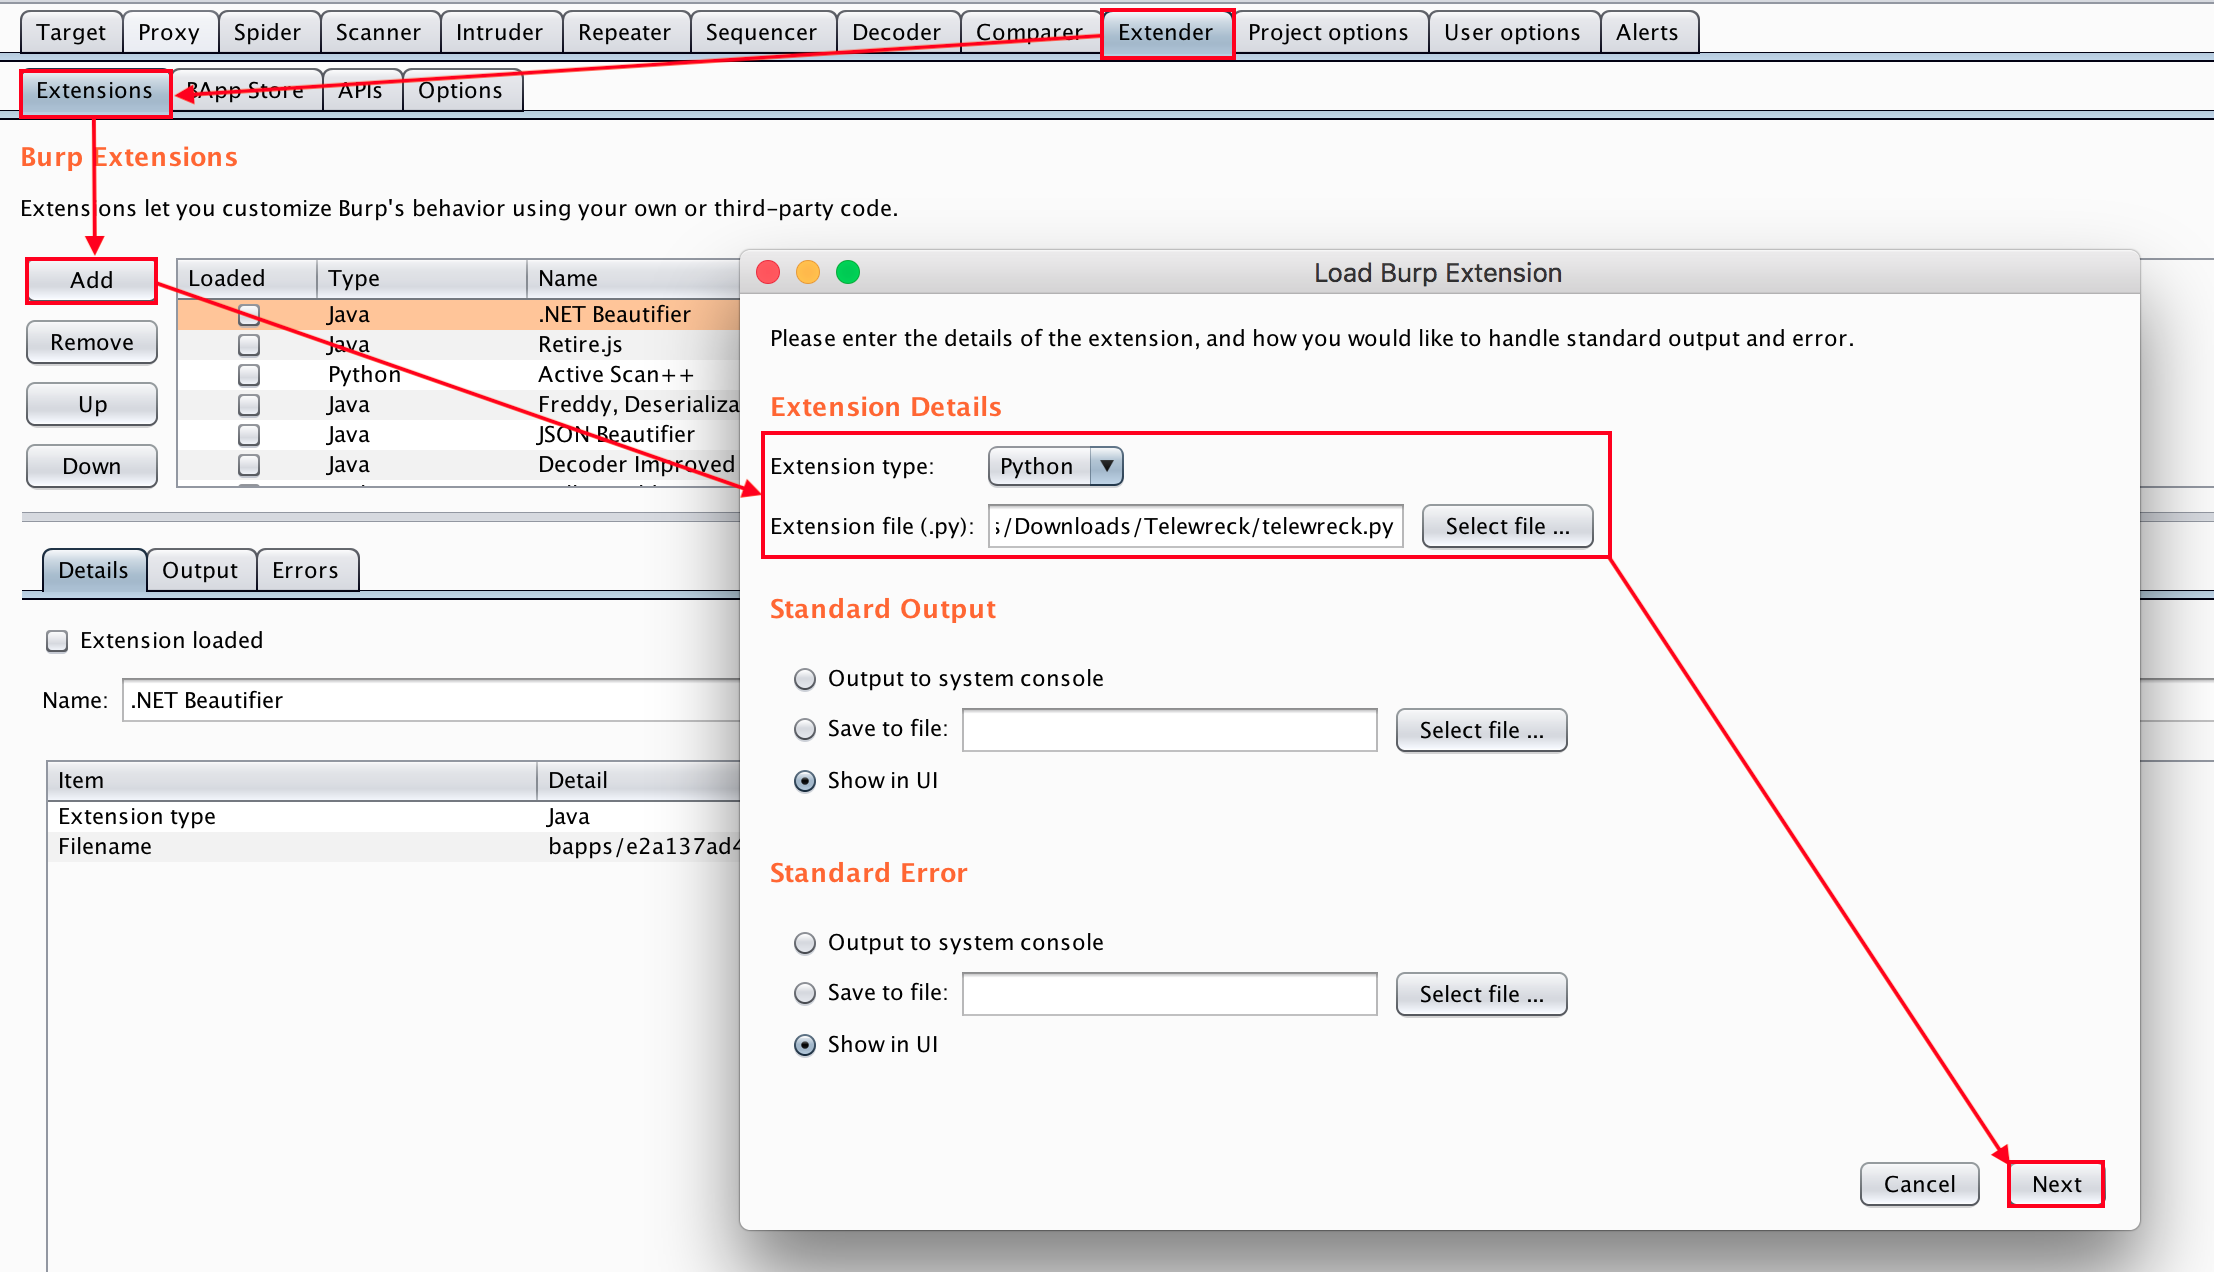 Target Proxy Spider Scanner Intruder Repeater Sequencer Decoder Comparer Extender Project options User options Alerts
Extensions BApp Store APIs Options
Burp Extensions
Extensions let you customize Burp's behavior using your own or third-party code.
Add
Remove
Up
Down
Loaded Type Name
Java .NET Beautifier
Java Retire.js
Python Active Scan++
Java Freddy, Deserializa
Java JSON Beautifier
Java Decoder Improved
Details Output Errors
Extension loaded
Name: .NET Beautifier
Item Detail
Extension type Java
Filename bapps/e2a137ad4
Load Burp Extension
Please enter the details of the extension, and how you would like to handle standard output and error.
Extension Details
Extension type: Python
Extension file (.py): s/Downloads/Telewreck/telewreck.py Select file ...
Standard Output
Output to system console
Save to file: Select file ...
Show in UI
Standard Error
Output to system console
Save to file: Select file ...
Show in UI
Cancel Next